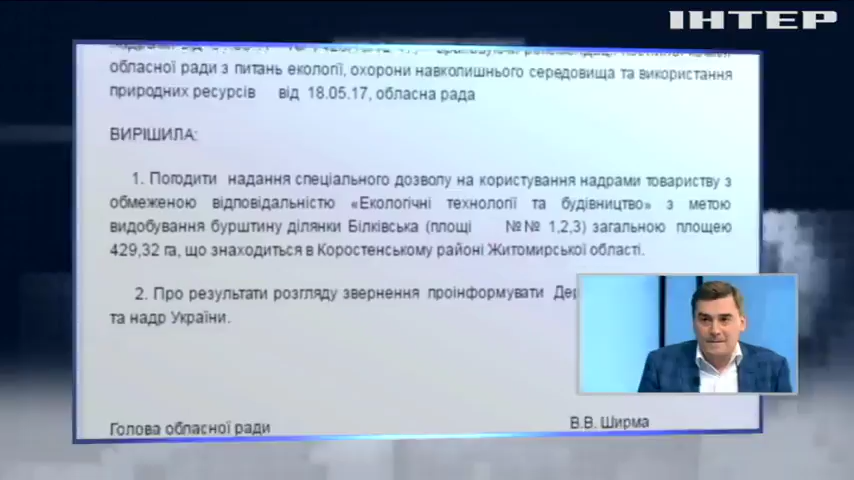 ІНТЕР
обласної ради з питань екології, охорони навколишнього середовища та використання
природних ресурсів від 18.05.17, обласна рада
ВИРІШИЛА:
1. Погодити надання спеціального дозволу на користування надрами товариству з
обмеженою відповідальністю «Екологічні технології та будівництво» з метою
видобування бурштину ділянки Білківська (площі №№ 1,2,3) загальною площею
429,32 га, що знаходиться в Коростенському районі Житомирської області.
2. Про результати розгляду звернення проінформувати
та надр України.
Голова обласної ради В.В. Ширма